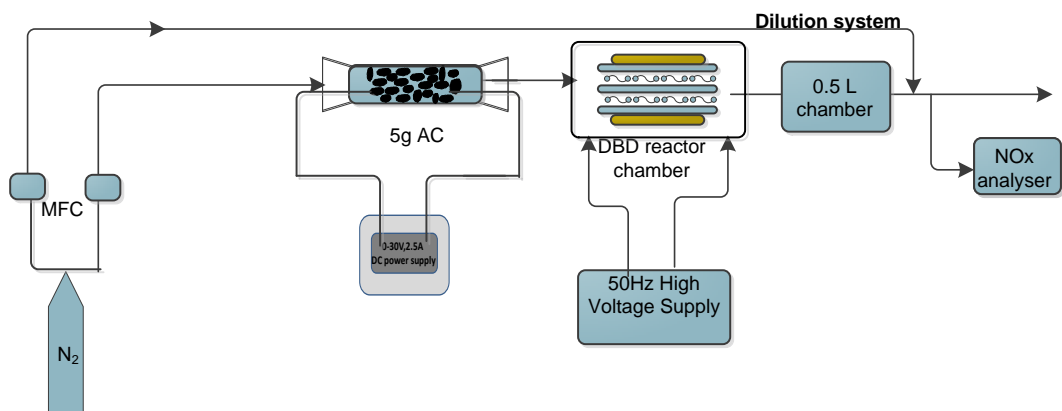 Dilution system
5g AC
DBD reactor
chamber
0.5 L
chamber
NOx
analyser
MFC
0-30V,2.5A
DC power supply
50Hz High
Voltage Supply
N₂